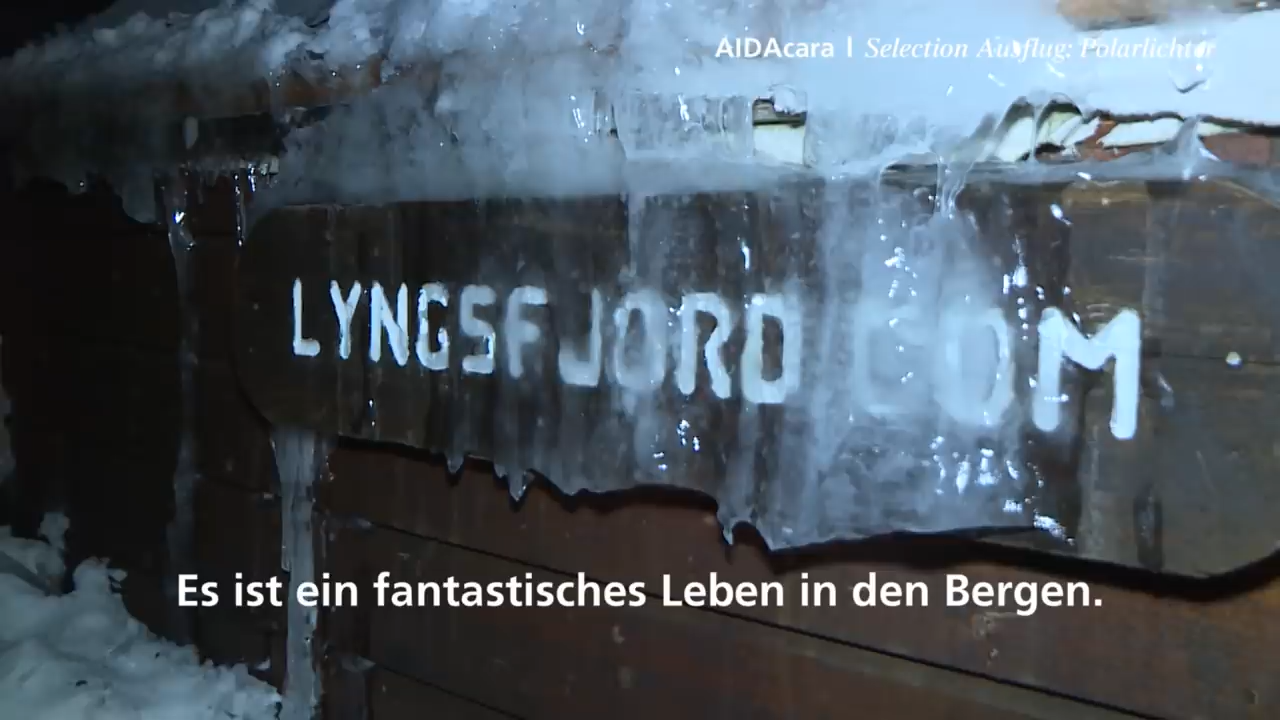 AIDAcara | Selection Ausflug: Polarlichter
LYNGSFJORD COM
Es ist ein fantastisches Leben in den Bergen.